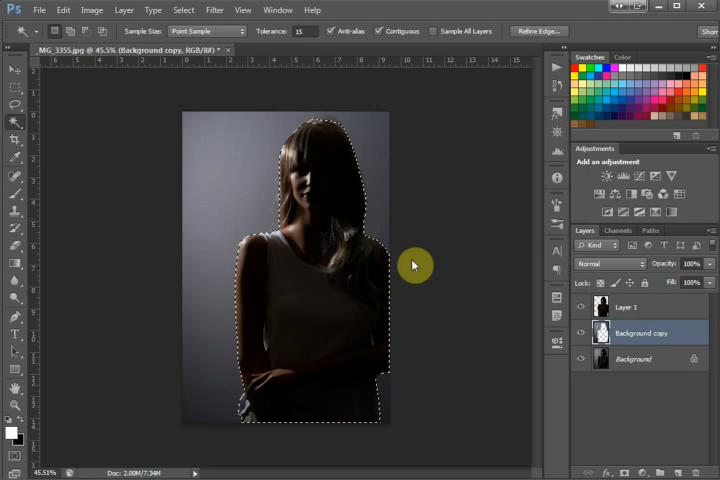 Ps File Edit Image Layer Type Select Filter View Window Help
Sample Size: Point Sample Tolerance: 15 Anti-alias Contiguous Sample All Layers Refine Edge...
_MG_3355.jpg @ 45.5% (Background copy, RGB/8#) * ×
Swatches Color
Adjustments
Add an adjustment
Layers Channels Paths
Kind
Normal Opacity: 100%
Lock: Fill: 100%
Layer 1
Background copy
Background
45.51% Doc: 2.00M/7.34M